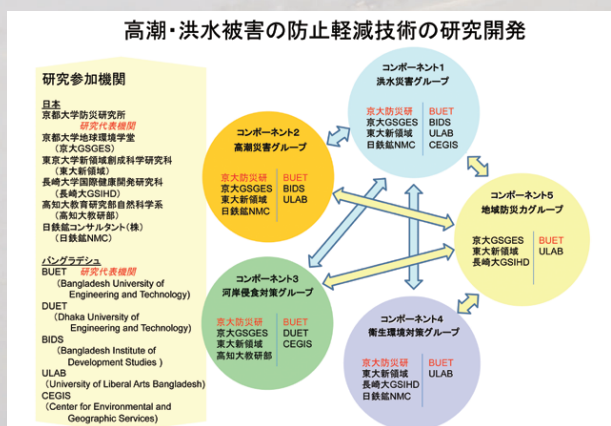 高潮・洪水被害の防止軽減技術の研究開発
研究参加機関
日本
京都大学防災研究所
研究代表機関
京都大学地球環境学堂
(京大GSGES)
東京大学新領域創成科学研究科
(東大新領域)
長崎大学国際健康開発研究科
(長崎大GSIHD)
高知大教育研究部自然科学系
(高知大教研部)
日鉄鉱コンサルタント(株)
(日鉄鉱NMC)
バングラデシュ
BUET 研究代表機関
(Bangladesh University of
Engineering and Technology)
DUET
(Dhaka University of
Engineering and Technology)
BIDS
(Bangladesh Institute of
Development Studies )
ULAB
(University of Liberal Arts Bangladesh)
CEGIS
(Center for Environmental and
Geographic Services)
コンポーネント1
洪水災害グループ
京大防災研 BUET
京大GSGES BIDS
東大新領域 ULAB
日鉄鉱NMC CEGIS
コンポーネント2
高潮災害グループ
京大防災研 BUET
京大GSGES BIDS
東大新領域 ULAB
日鉄鉱NMC
コンポーネント5
地域防災力グループ
京大GSGES BUET
東大新領域 ULAB
長崎大GSIHD
コンポーネント3
河岸侵食対策グループ
京大防災研 BUET
京大GSGES DUET
東大新領域 CEGIS
高知大教研部
コンポーネント4
衛生環境対策グループ
京大防災研 BUET
東大新領域 ULAB
長崎大GSIHD
日鉄鉱NMC